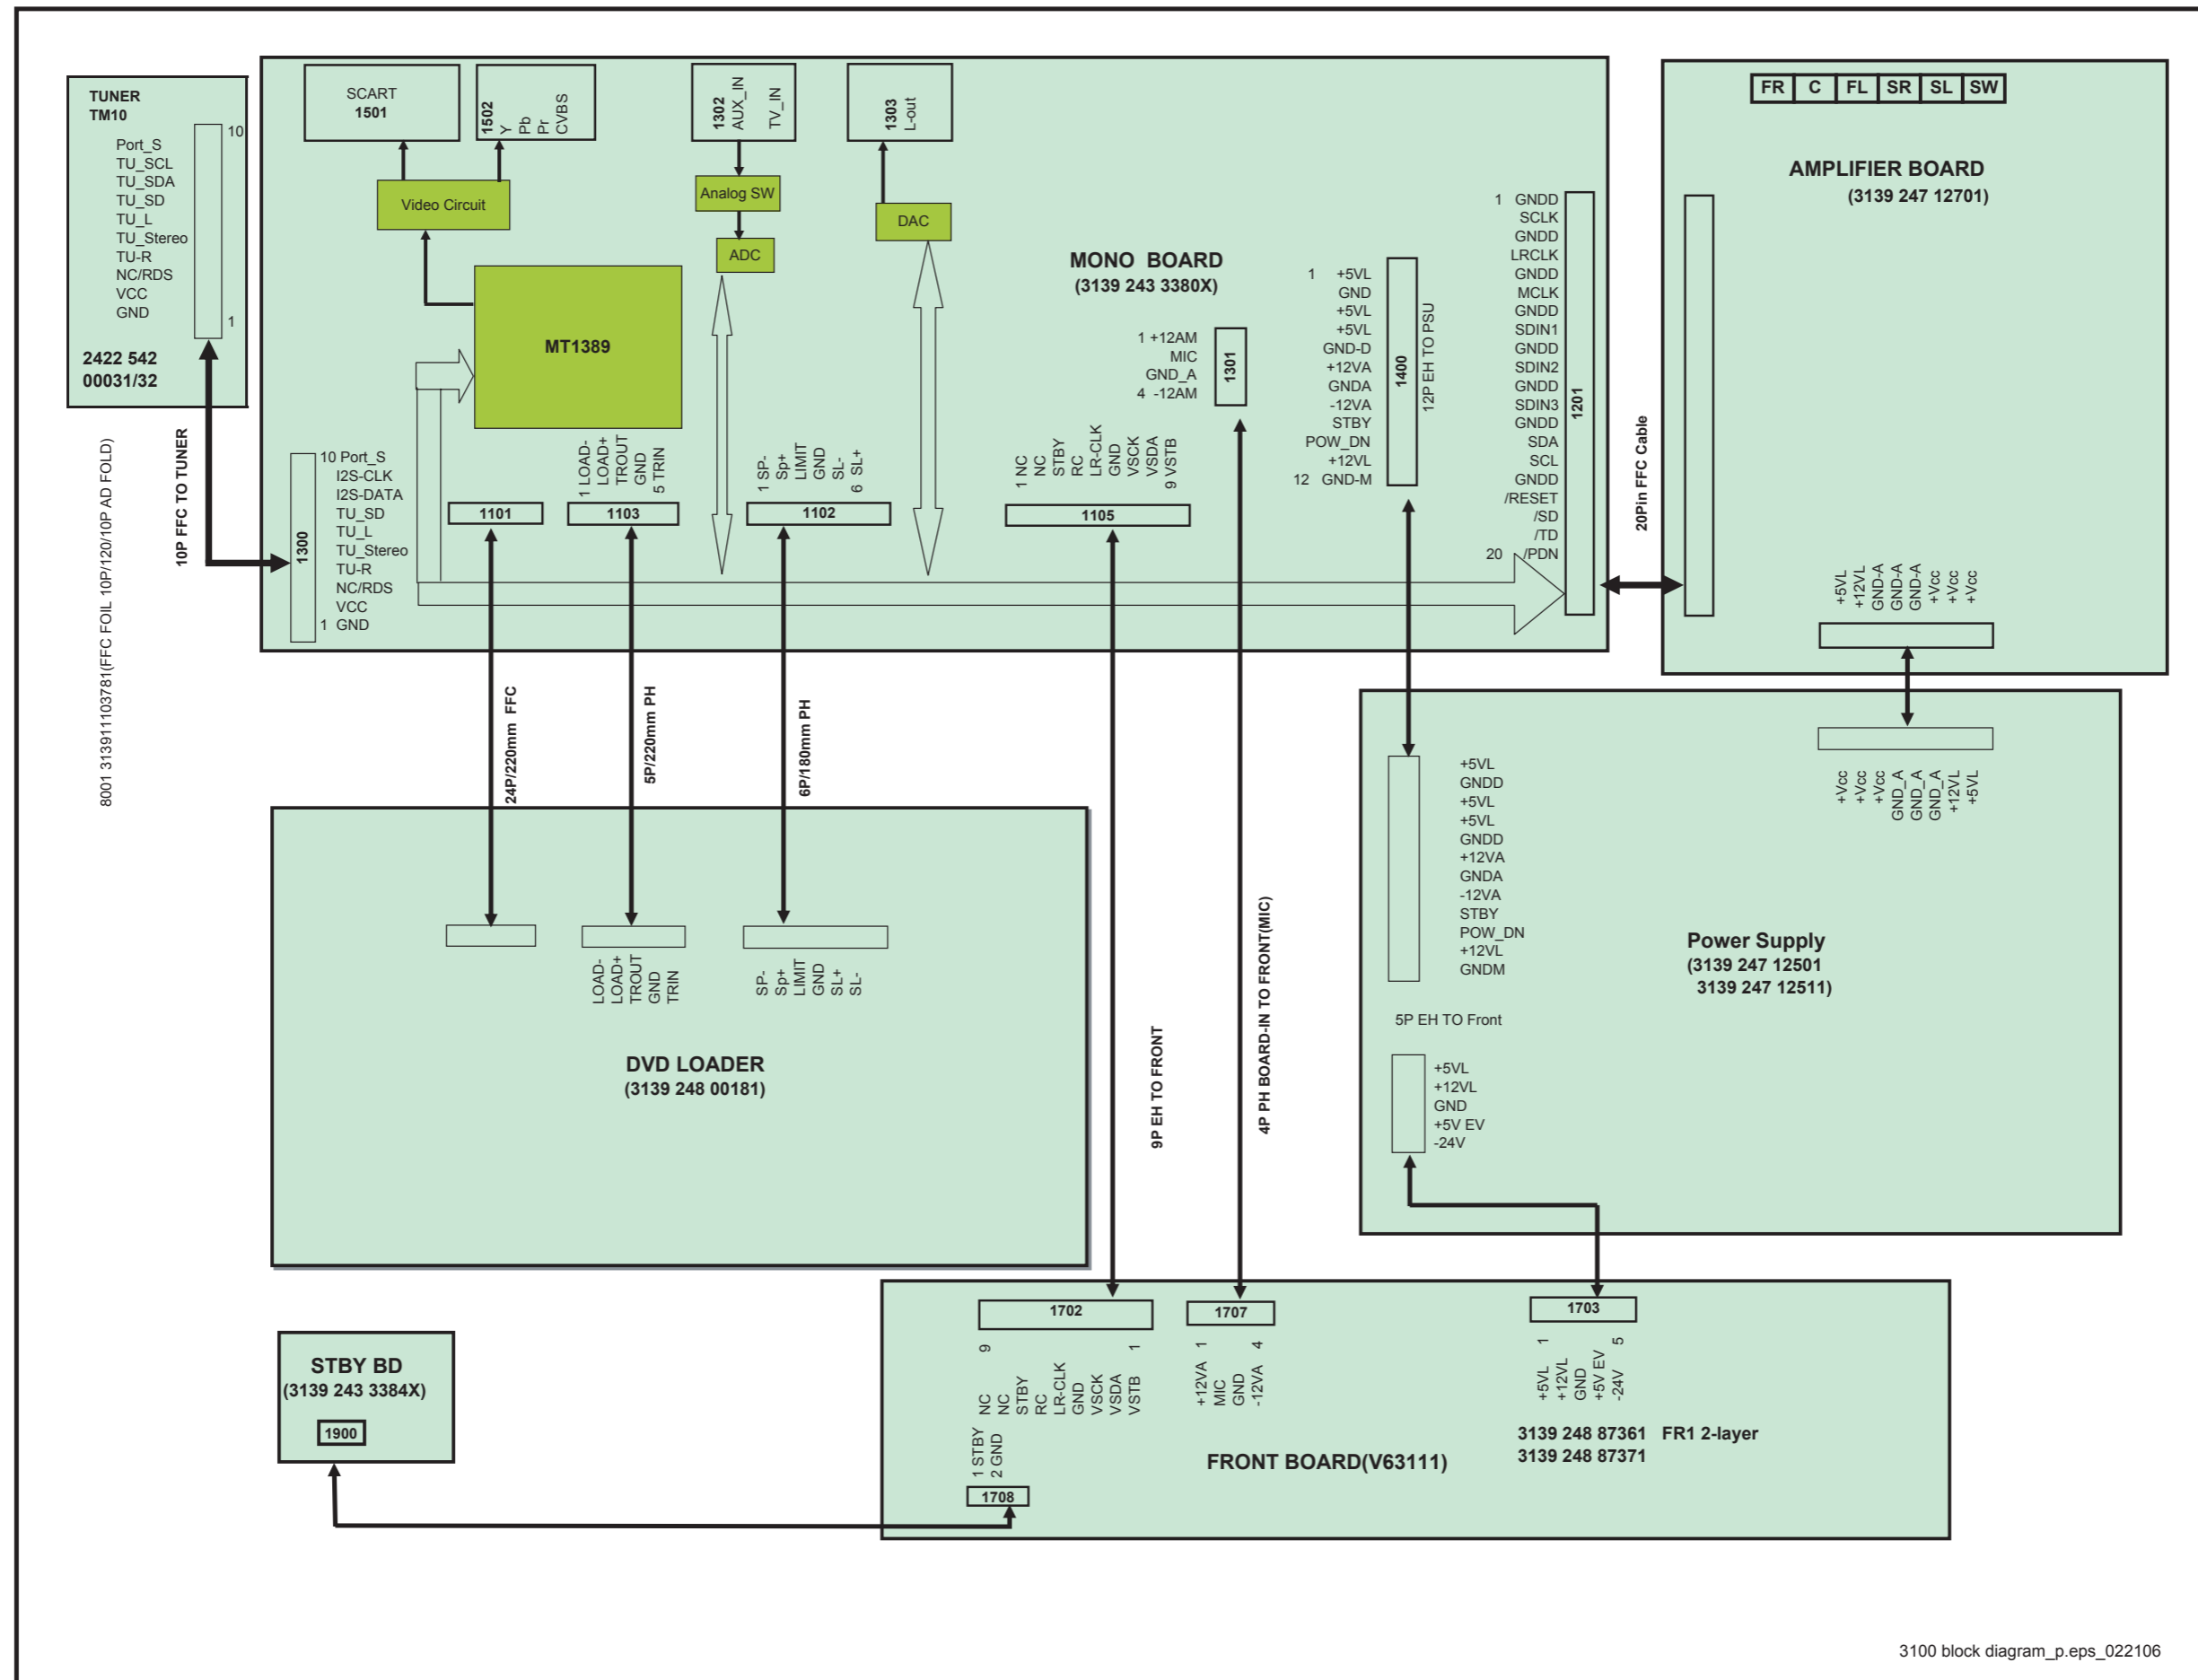 TUNER
TM10
Port_S
TU_SCL
TU_SDA
TU_SD
TU_L
TU_Stereo
TU-R
NC/RDS
VCC
GND
10
1
2422 542
00031/32
8001 313911103781(FFC FOIL 10P/120/10P AD FOLD)
10P FFC TO TUNER
SCART
1501
1502
Y
Pb
Pr
CVBS
1302
AUX_IN
TV_IN
1303
L-out
Video Circuit
Analog SW
ADC
DAC
MT1389
MONO BOARD
(3139 243 3380X)
1300
10 Port_S
I2S-CLK
I2S-DATA
TU_SD
TU_L
TU_Stereo
TU-R
NC/RDS
VCC
1 GND
1101
1 LOAD-
LOAD+
TROUT
GND
5 TRIN
1103
1 SP-
Sp+
LIMIT
GND
SL-
6 SL+
1102
1 NC
NC
STBY
RC
LR-CLK
GND
VSCK
VSDA
9 VSTB
1105
1 +12AM
MIC
GND_A
4 -12AM
1301
1 +5VL
GND
+5VL
+5VL
GND-D
+12VA
GNDA
-12VA
STBY
POW_DN
+12VL
12 GND-M
1400
12P EH TO PSU
1 GNDD
SCLK
GNDD
LRCLK
GNDD
MCLK
GNDD
SDIN1
GNDD
SDIN2
GNDD
SDIN3
GNDD
SDA
SCL
GNDD
/RESET
/SD
/TD
20 /PDN
1201
20Pin FFC Cable
FR C FL SR SL SW
AMPLIFIER BOARD
(3139 247 12701)
+5VL
+12VL
GND-A
GND-A
GND-A
+Vcc
+Vcc
+Vcc
24P/220mm FFC
5P/220mm PH
6P/180mm PH
9P EH TO FRONT
4P PH BOARD-IN TO FRONT(MIC)
LOAD-
LOAD+
TROUT
GND
TRIN
SP-
Sp+
LIMIT
GND
SL+
SL-
DVD LOADER
(3139 248 00181)
+Vcc
+Vcc
+Vcc
GND_A
GND_A
GND_A
+12VL
+5VL
+5VL
GNDD
+5VL
+5VL
GNDD
+12VA
GNDA
-12VA
STBY
POW_DN
+12VL
GNDM
Power Supply
(3139 247 12501
3139 247 12511)
5P EH TO Front
+5VL
+12VL
GND
+5V EV
-24V
STBY BD
(3139 243 3384X)
1900
1702
9
1
NC
NC
STBY
RC
LR-CLK
GND
VSCK
VSDA
VSTB
1707
1
4
+12VA
MIC
GND
-12VA
1703
1
5
+5VL
+12VL
GND
+5V EV
-24V
1 STBY
2 GND
1708
FRONT BOARD(V63111)
3139 248 87361 FR1 2-layer
3139 248 87371
3100 block diagram_p.eps_022106